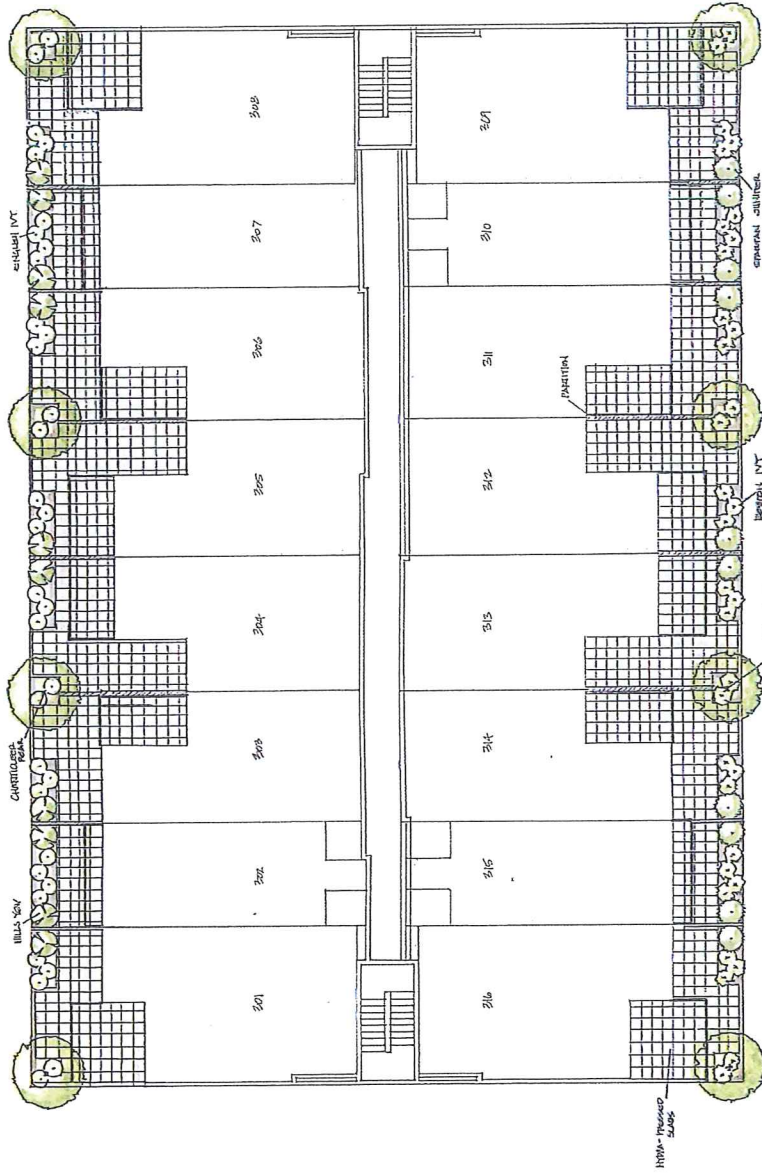 ENGLISH IVY
CHANTICLEER
PEAR
HILLS YEW
308
307
306
305
304
303
302
301
309
310
311
312
313
314
315
316
PARTITION
SPARTAN JUNIPER
BOSTON IVY
HYDRA-PRESSED
SLABS